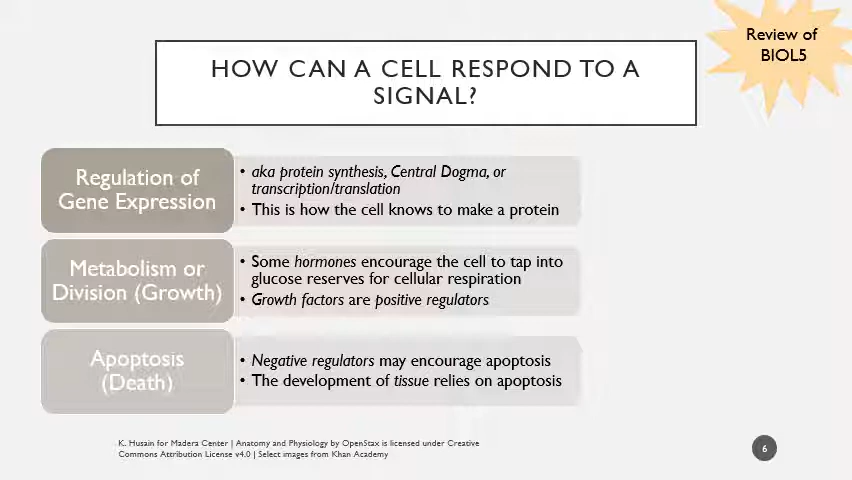 Review of
BIOL5
HOW CAN A CELL RESPOND TO A
SIGNAL?
Regulation of
Gene Expression
• aka protein synthesis, Central Dogma, or
transcription/translation
• This is how the cell knows to make a protein
Metabolism or
Division (Growth)
• Some hormones encourage the cell to tap into
glucose reserves for cellular respiration
• Growth factors are positive regulators
Apoptosis
(Death)
• Negative regulators may encourage apoptosis
• The development of tissue relies on apoptosis
K. Husain for Madera Center | Anatomy and Physiology by OpenStax is licensed under Creative
Commons Attribution License v4.0 | Select images from Khan Academy
6